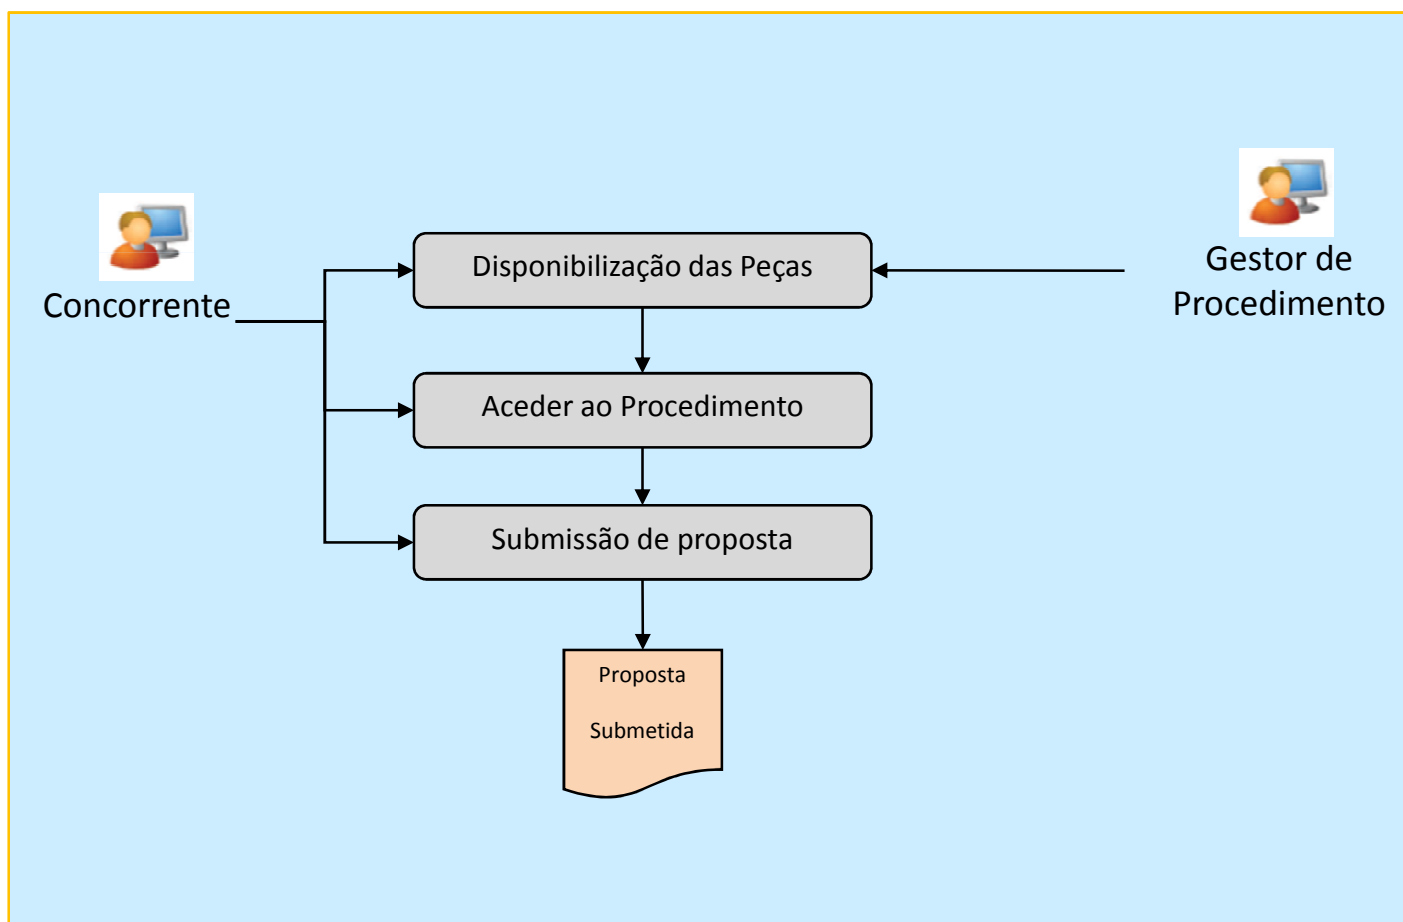 Concorrente
Gestor de
Procedimento
Disponibilização das Peças
Aceder ao Procedimento
Submissão de proposta
Proposta
Submetida